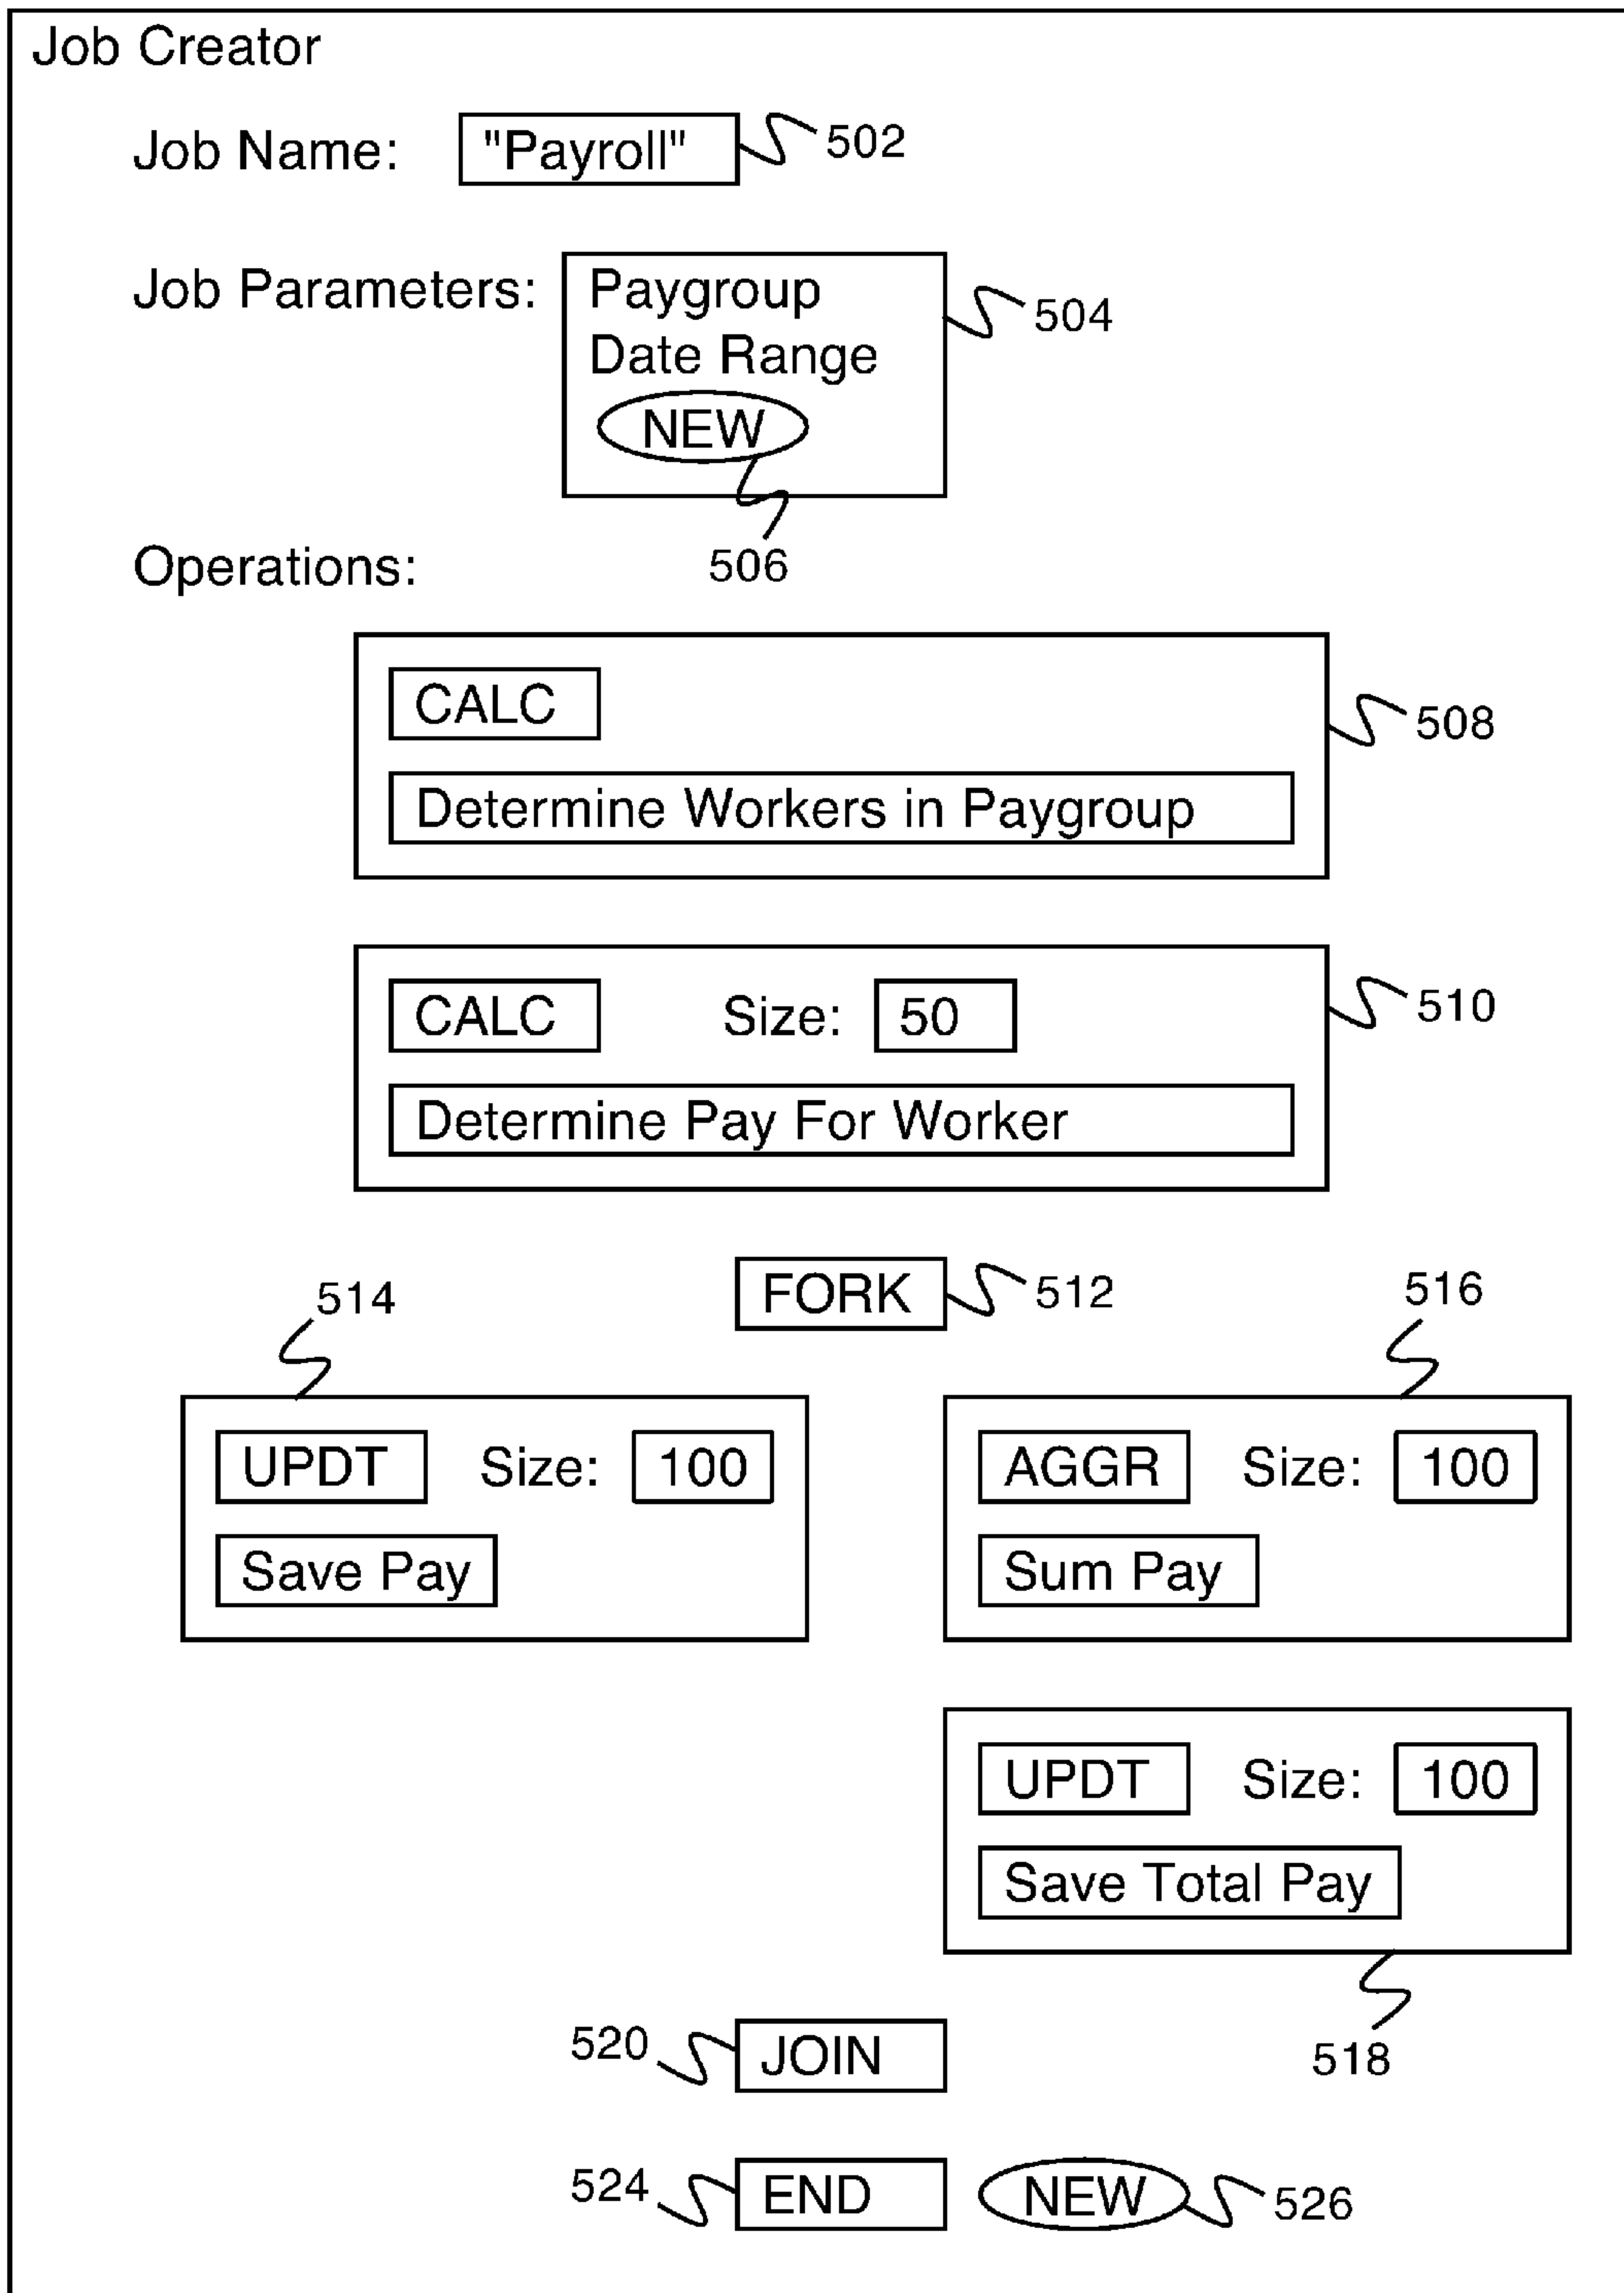 Job Creator
Job Name: "Payroll" 502
Job Parameters: Paygroup 504
Date Range
NEW
506
Operations:
CALC
508
Determine Workers in Paygroup
CALC Size: 50 510
Determine Pay For Worker
514 FORK 512 516
UPDT Size: 100 AGGR Size: 100
Save Pay Sum Pay
UPDT Size: 100
Save Total Pay
520 JOIN 518
524 END NEW 526